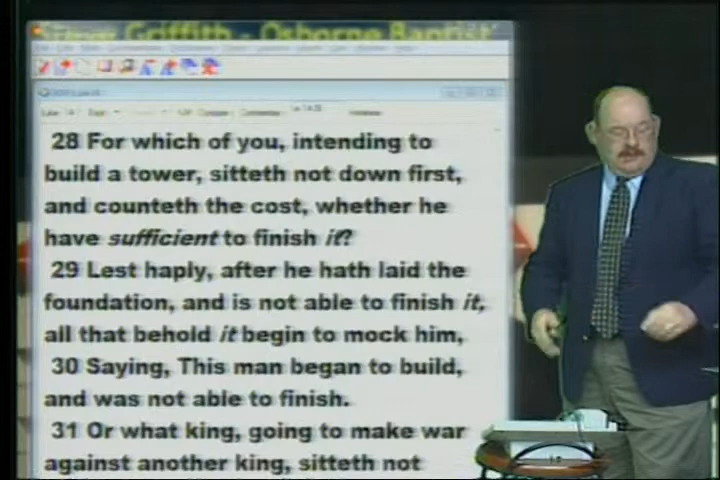 Griffith - Osborne Baptist
28 For which of you, intending to
build a tower, sitteth not down first,
and counteth the cost, whether he
have sufficient to finish it?
29 Lest haply, after he hath laid the
foundation, and is not able to finish it,
all that behold it begin to mock him,
30 Saying, This man began to build,
and was not able to finish.
31 Or what king, going to make war
against another king, sitteth not